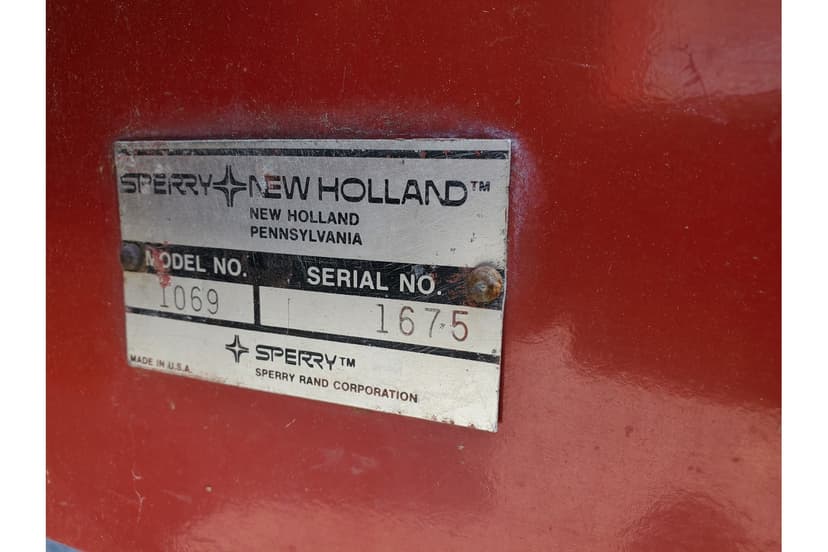 SPERRY NEW HOLLAND™
NEW HOLLAND
PENNSYLVANIA
MODEL NO. SERIAL NO.
1069 1675
SPERRY™
MADE IN U.S.A. SPERRY RAND CORPORATION